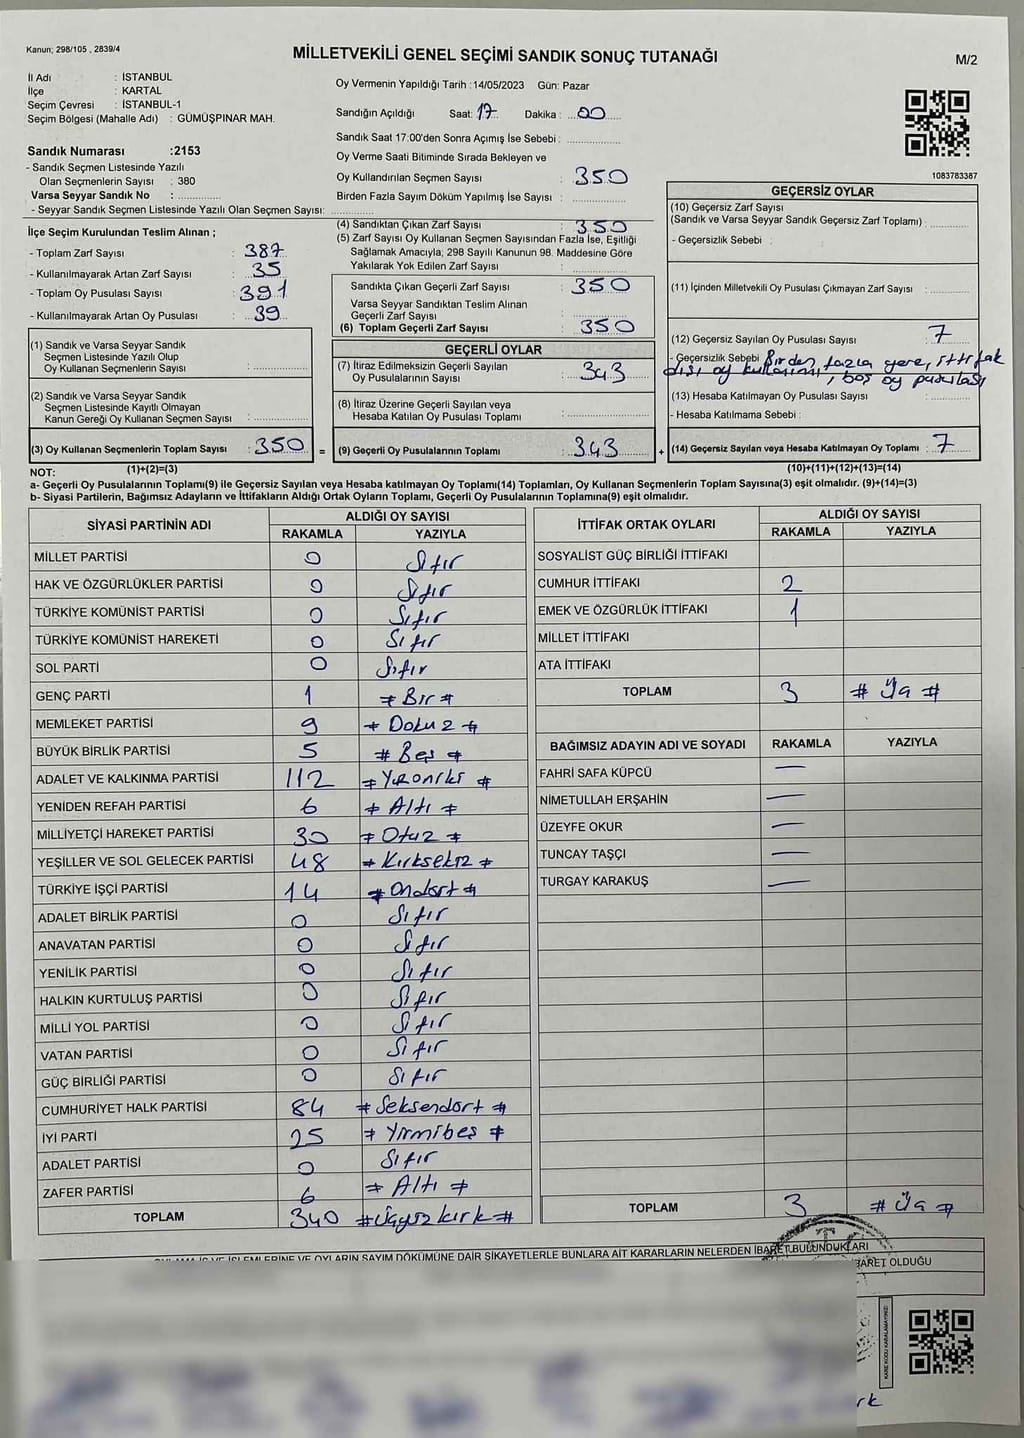 Kanun; 298/105 , 2839/4
MİLLETVEKİLİ GENEL SEÇİMİ SANDIK SONUÇ TUTANAĞI
M/2
İl Adı : İSTANBUL
İlçe : KARTAL
Seçim Çevresi : İSTANBUL-1
Seçim Bölgesi (Mahalle Adı) : GÜMÜŞPINAR MAH.
Sandık Numarası :2153
- Sandık Seçmen Listesinde Yazılı
Olan Seçmenlerin Sayısı : 380
Varsa Seyyar Sandık No : ..................
- Seyyar Sandık Seçmen Listesinde Yazılı Olan Seçmen Sayısı: ..................
Oy Vermenin Yapıldığı Tarih :14/05/2023 Gün: Pazar
Sandığın Açıldığı Saat: 17 Dakika : 00
Sandık Saat 17:00'den Sonra Açımış İse Sebebi : ..................
Oy Verme Saati Bitiminde Sırada Bekleyen ve
Oy Kullandırılan Seçmen Sayısı : 350
Birden Fazla Sayım Döküm Yapılmış İse Sayısı : ..................
1083783387
İlçe Seçim Kurulundan Teslim Alınan ;
- Toplam Zarf Sayısı : 387
- Kullanılmayarak Artan Zarf Sayısı : 35
- Toplam Oy Pusulası Sayısı : 391
- Kullanılmayarak Artan Oy Pusulası : 39
(4) Sandıktan Çıkan Zarf Sayısı : 350
(5) Zarf Sayısı Oy Kullanan Seçmen Sayısından Fazla İse, Eşitliği
Sağlamak Amacıyla; 298 Sayılı Kanunun 98. Maddesine Göre
Yakılarak Yok Edilen Zarf Sayısı : ..................
Sandıkta Çıkan Geçerli Zarf Sayısı : 350
Varsa Seyyar Sandıktan Teslim Alınan
Geçerli Zarf Sayısı : ..................
(6) Toplam Geçerli Zarf Sayısı : 350
GEÇERSİZ OYLAR
(10) Geçersiz Zarf Sayısı
(Sandık ve Varsa Seyyar Sandık Geçersiz Zarf Toplamı) : ............
- Geçersizlik Sebebi :
(11) İçinden Milletvekili Oy Pusulası Çıkmayan Zarf Sayısı : ............
(12) Geçersiz Sayılan Oy Pusulası Sayısı : 7
- Geçersizlik Sebebi Birden fazla yere, ittifak
dışı oy kullanımı, boş oy pusulası
(13) Hesaba Katılmayan Oy Pusulası Sayısı : ............
- Hesaba Katılmama Sebebi :
(14) Geçersiz Sayılan veya Hesaba Katılmayan Oy Toplamı : 7
(10)+(11)+(12)+(13)=(14)
(1) Sandık ve Varsa Seyyar Sandık
Seçmen Listesinde Yazılı Olup
Oy Kullanan Seçmenlerin Sayısı : ............
(2) Sandık ve Varsa Seyyar Sandık
Seçmen Listesinde Kayıtlı Olmayan
Kanun Gereği Oy Kullanan Seçmen Sayısı : ............
(3) Oy Kullanan Seçmenlerin Toplam Sayısı : 350 =
GEÇERLİ OYLAR
(7) İtiraz Edilmeksizin Geçerli Sayılan
Oy Pusulalarının Sayısı : 343
(8) İtiraz Üzerine Geçerli Sayılan veya
Hesaba Katılan Oy Pusulası Toplamı : ............
(9) Geçerli Oy Pusulalarının Toplamı : 343 +
NOT: (1)+(2)=(3)
a- Geçerli Oy Pusulalarının Toplamı(9) ile Geçersiz Sayılan veya Hesaba katılmayan Oy Toplamı(14) Toplamları, Oy Kullanan Seçmenlerin Toplam Sayısına(3) eşit olmalıdır. (9)+(14)=(3)
b- Siyasi Partilerin, Bağımsız Adayların ve İttifakların Aldığı Ortak Oyların Toplamı, Geçerli Oy Pusulalarının Toplamına(9) eşit olmalıdır.
SİYASİ PARTİNİN ADI ALDIĞI OY SAYISI
RAKAMLA YAZIYLA
MİLLET PARTİSİ 0 Sıfır
HAK VE ÖZGÜRLÜKLER PARTİSİ 0 Sıfır
TÜRKİYE KOMÜNİST PARTİSİ 0 Sıfır
TÜRKİYE KOMÜNİST HAREKETİ 0 Sıfır
SOL PARTİ 0 Sıfır
GENÇ PARTİ 1 # Bir #
MEMLEKET PARTİSİ 9 # Dokuz #
BÜYÜK BİRLİK PARTİSİ 5 # Beş #
ADALET VE KALKINMA PARTİSİ 112 # Yüzoniki #
YENİDEN REFAH PARTİSİ 6 # Altı #
MİLLİYETÇİ HAREKET PARTİSİ 30 # Otuz #
YEŞİLLER VE SOL GELECEK PARTİSİ 48 # Kırksekiz #
TÜRKİYE İŞÇİ PARTİSİ 14 # Ondört #
ADALET BİRLİK PARTİSİ 0 Sıfır
ANAVATAN PARTİSİ 0 Sıfır
YENİLİK PARTİSİ 0 Sıfır
HALKIN KURTULUŞ PARTİSİ 0 Sıfır
MİLLİ YOL PARTİSİ 0 Sıfır
VATAN PARTİSİ 0 Sıfır
GÜÇ BİRLİĞİ PARTİSİ 0 Sıfır
CUMHURİYET HALK PARTİSİ 84 # Seksendört #
İYİ PARTİ 25 # Yirmibeş #
ADALET PARTİSİ 0 Sıfır
ZAFER PARTİSİ 6 # Altı #
TOPLAM 340 # Üçyüzkırk #
İTTİFAK ORTAK OYLARI ALDIĞI OY SAYISI
RAKAMLA YAZIYLA
SOSYALİST GÜÇ BİRLİĞİ İTTİFAKI
CUMHUR İTTİFAKI 2
EMEK VE ÖZGÜRLÜK İTTİFAKI 1
MİLLET İTTİFAKI
ATA İTTİFAKI
TOPLAM 3 # Üç #
BAĞIMSIZ ADAYIN ADI VE SOYADI RAKAMLA YAZIYLA
FAHRİ SAFA KÜPCÜ —
NİMETULLAH ERŞAHİN —
ÜZEYFE OKUR —
TUNCAY TAŞÇI —
TURGAY KARAKUŞ —
TOPLAM 3 # Üç #
VE İŞLEMLERİNE VE OYLARIN SAYIM DÖKÜMÜNE DAİR ŞİKAYETLERLE BUNLARA AİT KARARLARIN NELERDEN İBARET BULUNDUKLARI
BARET OLDUĞU
KARE KODU KARALAMAYINIZ!
rk